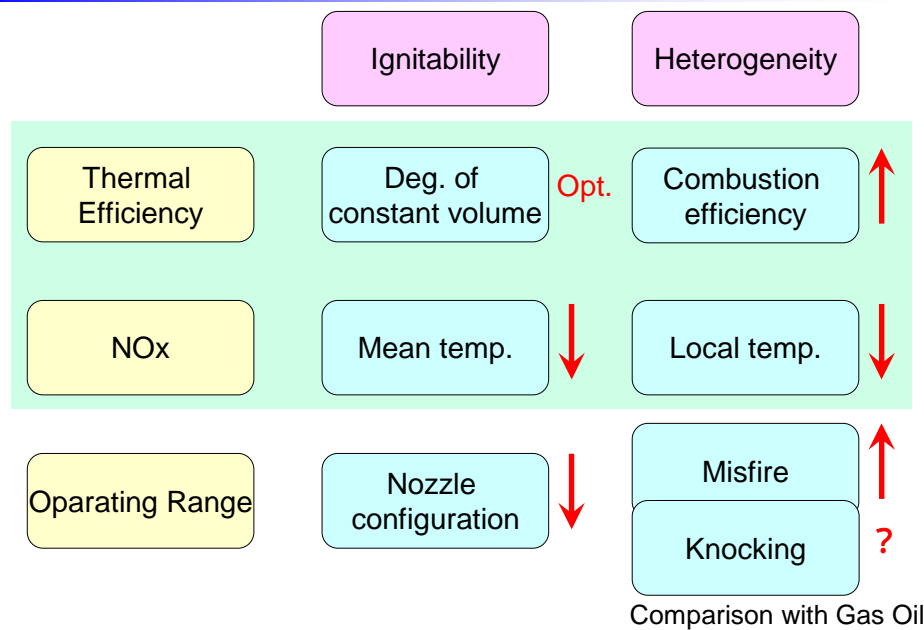 Ignitability
Heterogeneity
Thermal
Efficiency
Deg. of
constant volume
Opt.
Combustion
efficiency
NOx
Mean temp.
Local temp.
Oparating Range
Nozzle
configuration
Misfire
Knocking
?
Comparison with Gas Oil